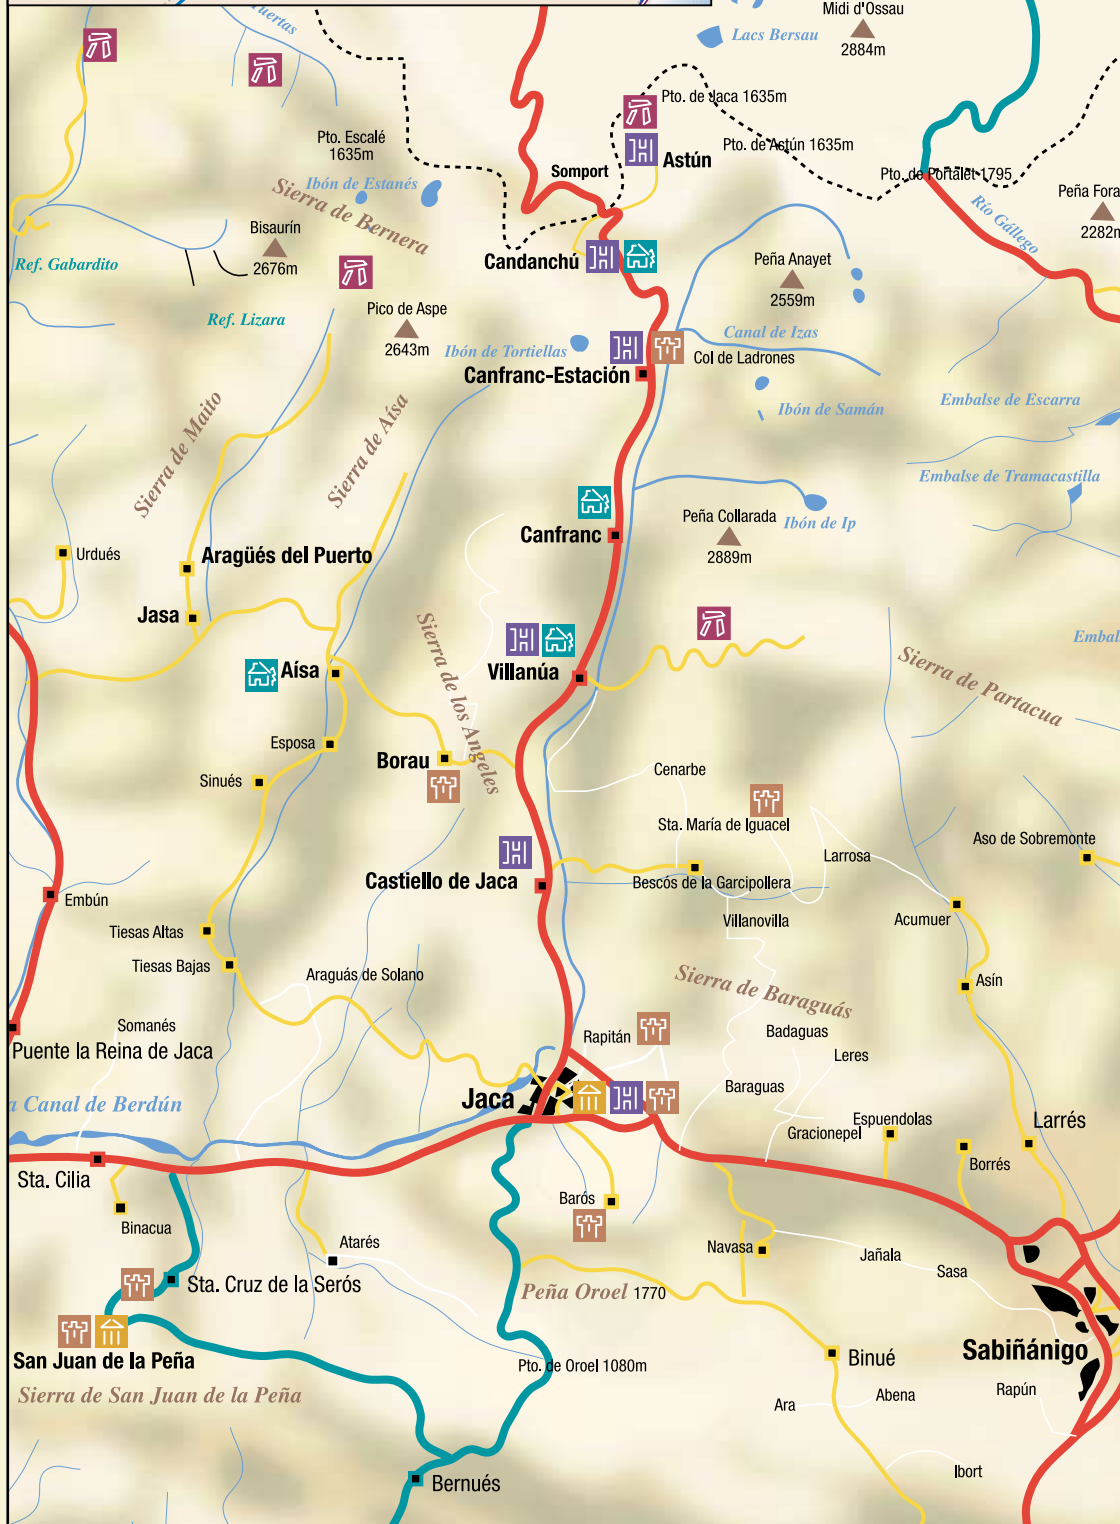 Midi d'Ossau
2884m
Lacs Bersau
Pto. de Jaca 1635m
Pto. Escalé
1635m
Pto. de Astún 1635m
Astún
Somport
Pto. de Portalet 1795
Ibón de Estanés
Sierra de Bernera
Peña Fora
2282m
Río Gállego
Bisaurín
2676m
Ref. Gabardito
Candanchú
Peña Anayet
2559m
Ref. Lizara
Pico de Aspe
2643m
Canal de Izas
Ibón de Tortiellas
Col de Ladrones
Canfranc-Estación
Embalse de Escarra
Ibón de Samán
Sierra de Maito
Sierra de Aísa
Embalse de Tramacastilla
Peña Collarada
2889m
Ibón de Ip
Canfranc
Urdués
Aragüés del Puerto
Jasa
Sierra de los Angeles
Embal
Sierra de Partacua
Aísa
Villanúa
Esposa
Borau
Sinués
Cenarbe
Sta. María de Iguacel
Larrosa
Aso de Sobremonte
Castiello de Jaca
Bescós de la Garcipollera
Embún
Villanovilla
Acumuer
Tiesas Altas
Tiesas Bajas
Araguás de Solano
Sierra de Baraguás
Asín
Somanés
Rapitán
Badaguas
Puente la Reina de Jaca
Leres
Baraguas
Jaca
a Canal de Berdún
Espuendolas
Gracionepel
Larrés
Borrés
Sta. Cilia
Barós
Binacua
Atarés
Navasa
Jañala
Sasa
Sta. Cruz de la Serós
Peña Oroel 1770
San Juan de la Peña
Pto. de Oroel 1080m
Binué
Sabiñánigo
Sierra de San Juan de la Peña
Ara
Abena
Rapún
Ibort
Bernués